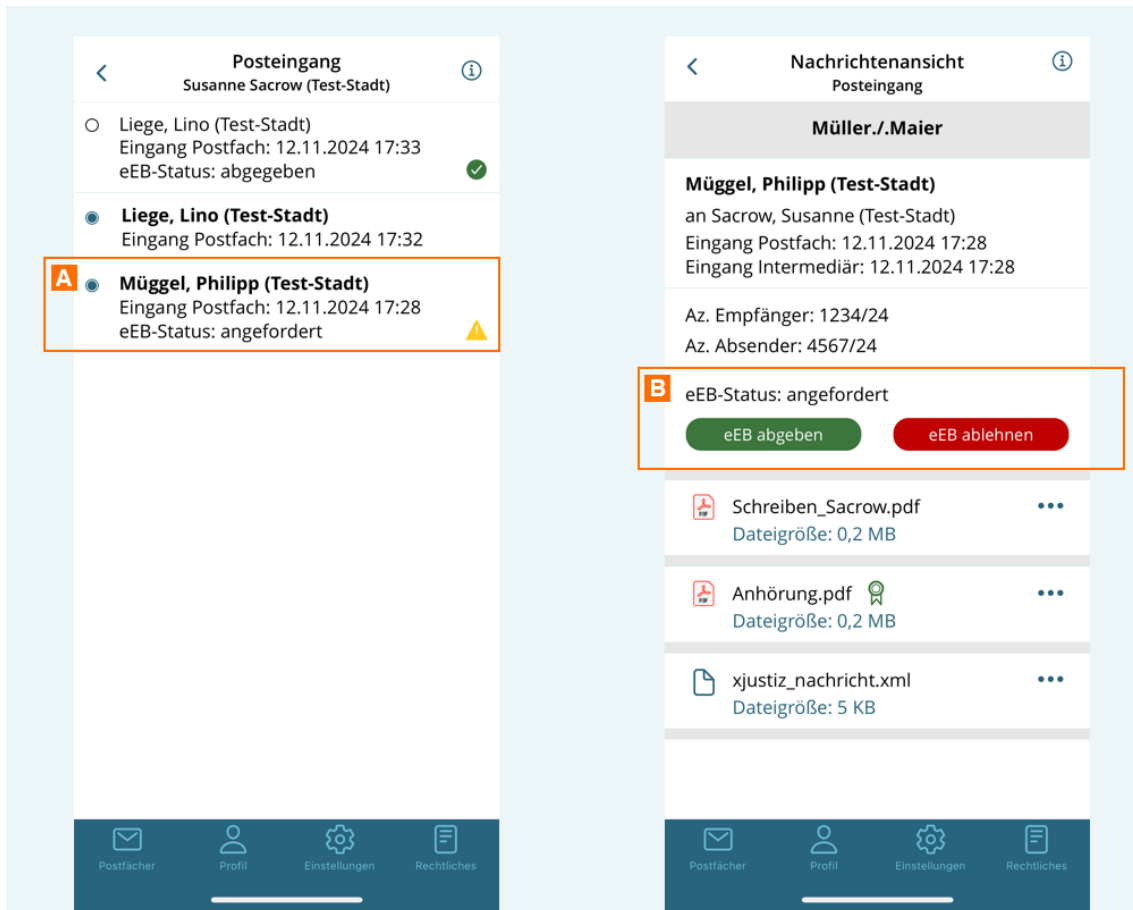 Posteingang
Susanne Sacrow (Test-Stadt)
Liege, Lino (Test-Stadt)
Eingang Postfach: 12.11.2024 17:33
eEB-Status: abgegeben
Liege, Lino (Test-Stadt)
Eingang Postfach: 12.11.2024 17:32
A
Müggel, Philipp (Test-Stadt)
Eingang Postfach: 12.11.2024 17:28
eEB-Status: angefordert
Postfächer Profil Einstellungen Rechtliches
Nachrichtenansicht
Posteingang
Müller./.Maier
Müggel, Philipp (Test-Stadt)
an Sacrow, Susanne (Test-Stadt)
Eingang Postfach: 12.11.2024 17:28
Eingang Intermediär: 12.11.2024 17:28
Az. Empfänger: 1234/24
Az. Absender: 4567/24
B
eEB-Status: angefordert
eEB abgeben eEB ablehnen
PDF
Schreiben_Sacrow.pdf
Dateigröße: 0,2 MB
PDF
Anhörung.pdf
Dateigröße: 0,2 MB
xjustiz_nachricht.xml
Dateigröße: 5 KB
Postfächer Profil Einstellungen Rechtliches